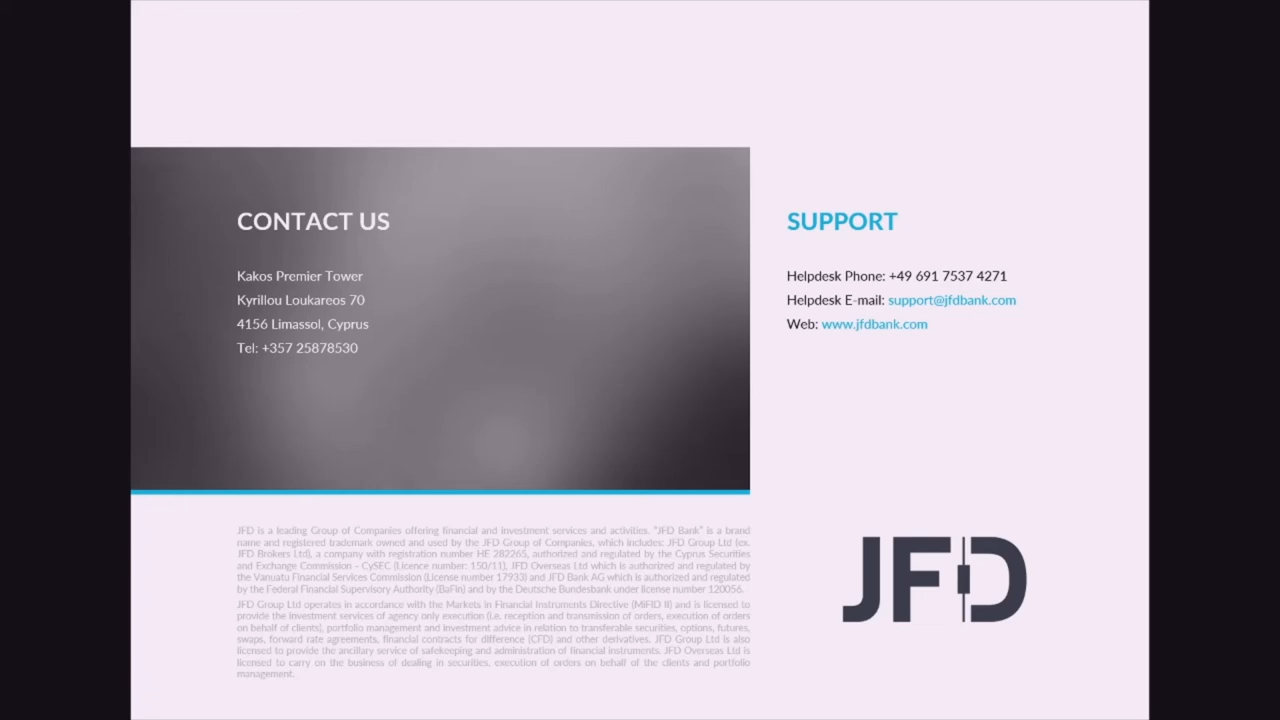 CONTACT US
Kakos Premier Tower
Kyrillou Loukareos 70
4156 Limassol, Cyprus
Tel: +357 25878530
SUPPORT
Helpdesk Phone: +49 691 7537 4271
Helpdesk E-mail: support@jfdbank.com
Web: www.jfdbank.com
JFD is a leading Group of Companies offering financial and investment services and activities. "JFD Bank" is a brand
name and registered trademark owned and used by the JFD Group of Companies, which includes: JFD Group Ltd (ex.
JFD Brokers Ltd), a company with registration number HE 282265, authorized and regulated by the Cyprus Securities
and Exchange Commission - CySEC (Licence number: 150/11), JFD Overseas Ltd which is authorized and regulated by
the Vanuatu Financial Services Commission (License number 17933) and JFD Bank AG which is authorized and regulated
by the Federal Financial Supervisory Authority (BaFin) and by the Deutsche Bundesbank under license number 120056.
JFD Group Ltd operates in accordance with the Markets in Financial Instruments Directive (MiFID II) and is licensed to
provide the investment services of agency only execution (i.e. reception and transmission of orders, execution of orders
on behalf of clients), portfolio management and investment advice in relation to transferable securities, options, futures,
swaps, forward rate agreements, financial contracts for difference (CFD) and other derivatives. JFD Group Ltd is also
licensed to provide the ancillary service of safekeeping and administration of financial instruments. JFD Overseas Ltd is
licensed to carry on the business of dealing in securities, execution of orders on behalf of the clients and portfolio
management.
JFD